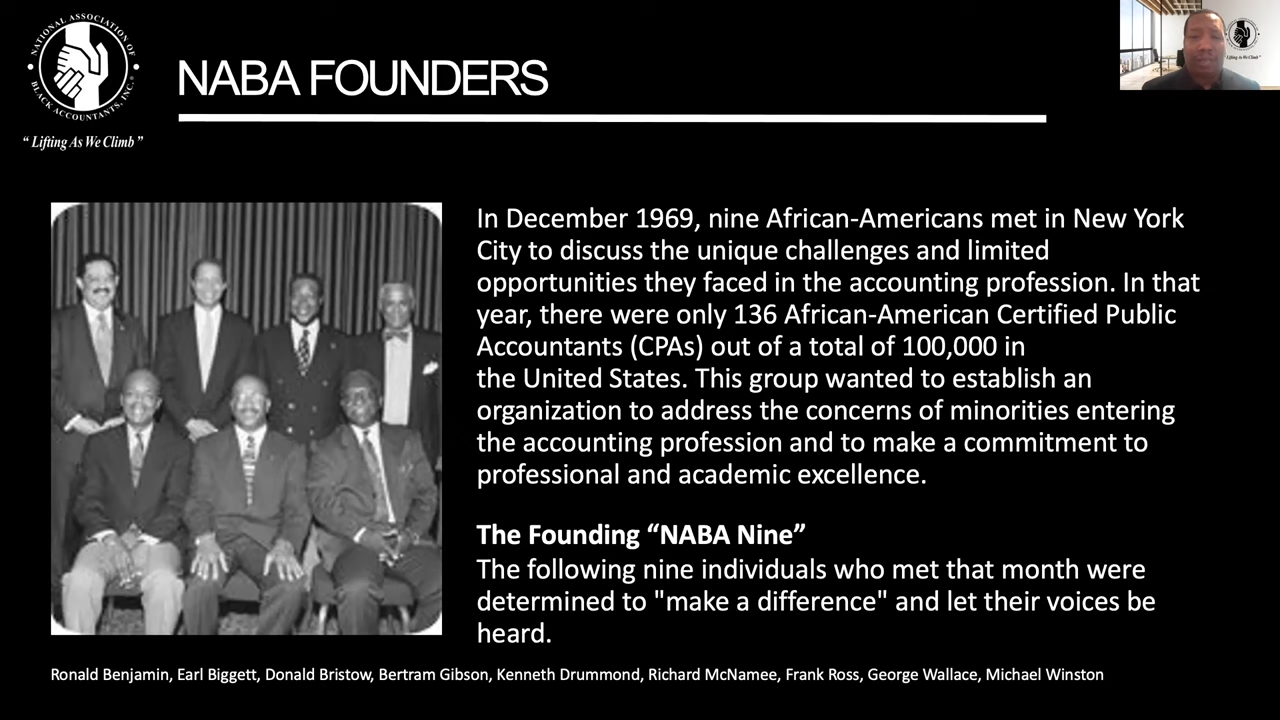 NATIONAL ASSOCIATION OF
BLACK ACCOUNTANTS, INC.®
“ Lifting As We Climb ”
NABA FOUNDERS
Lifting As We Climb
In December 1969, nine African-Americans met in New York
City to discuss the unique challenges and limited
opportunities they faced in the accounting profession. In that
year, there were only 136 African-American Certified Public
Accountants (CPAs) out of a total of 100,000 in
the United States. This group wanted to establish an
organization to address the concerns of minorities entering
the accounting profession and to make a commitment to
professional and academic excellence.
The Founding “NABA Nine”
The following nine individuals who met that month were
determined to "make a difference" and let their voices be
heard.
Ronald Benjamin, Earl Biggett, Donald Bristow, Bertram Gibson, Kenneth Drummond, Richard McNamee, Frank Ross, George Wallace, Michael Winston